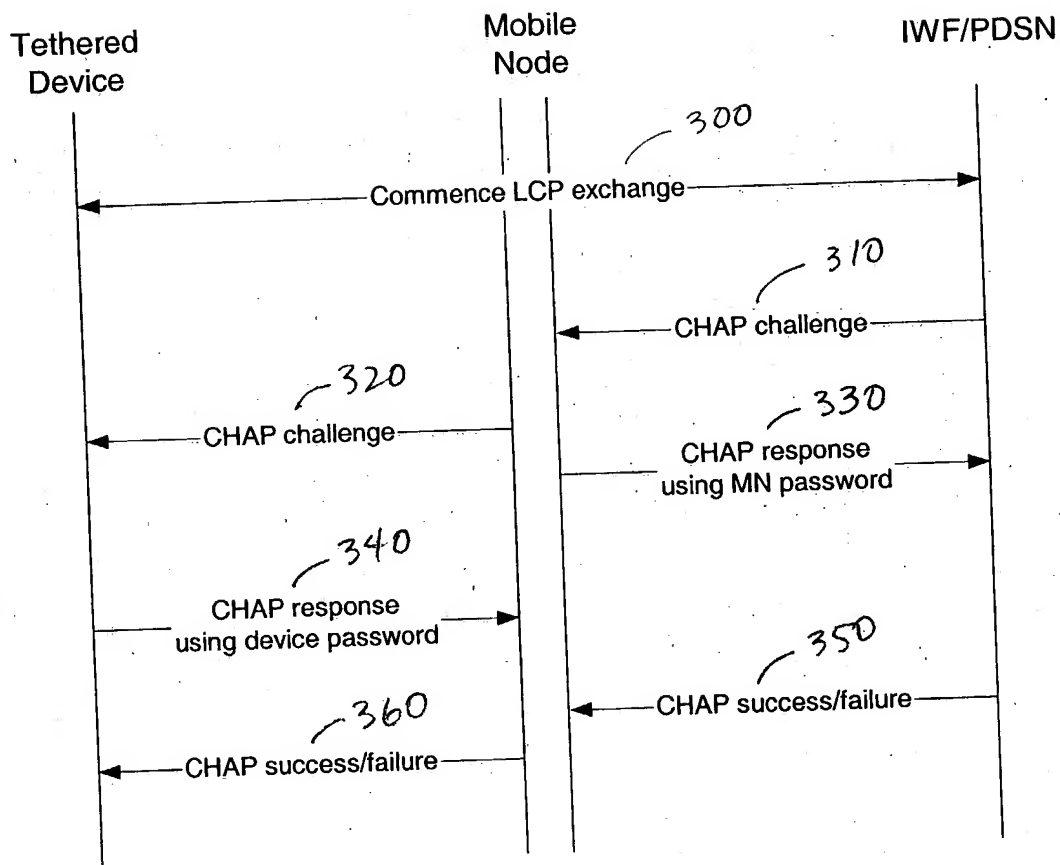 Tethered
Device
Mobile
Node
IWF/PDSN
300
Commence LCP exchange
310
CHAP challenge
320
CHAP challenge
330
CHAP response
using MN password
340
CHAP response
using device password
350
CHAP success/failure
360
CHAP success/failure